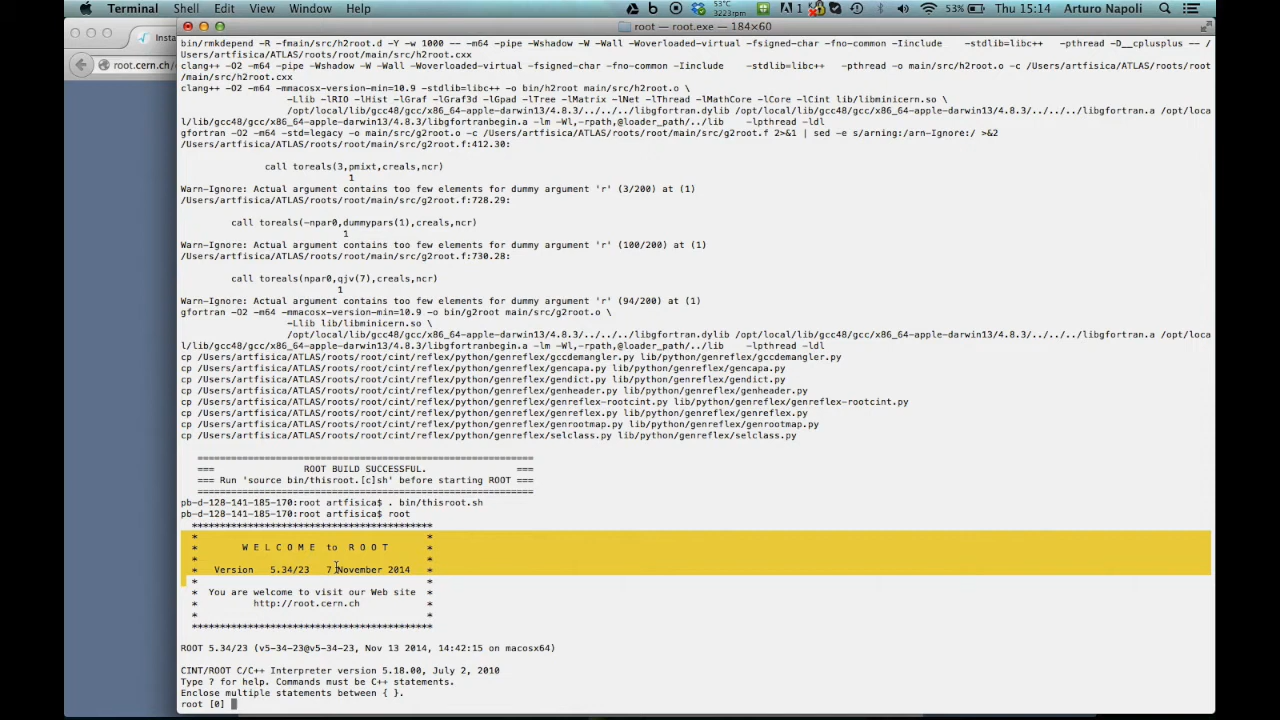 Terminal Shell Edit View Window Help 53°C 3223rpm 1 53% Thu 15:14 Arturo Napoli
root — root.exe — 184×60
Insta
root.cern.ch/
bin/rmkdepend -R -fmain/src/h2root.d -Y -w 1000 -- -m64 -pipe -Wshadow -W -Wall -Woverloaded-virtual -fsigned-char -fno-common -Iinclude -stdlib=libc++ -pthread -D__cplusplus -- /
Users/artfisica/ATLAS/roots/root/main/src/h2root.cxx
clang++ -O2 -m64 -pipe -Wshadow -W -Wall -Woverloaded-virtual -fsigned-char -fno-common -Iinclude -stdlib=libc++ -pthread -o main/src/h2root.o -c /Users/artfisica/ATLAS/roots/root
/main/src/h2root.cxx
clang++ -O2 -m64 -mmacosx-version-min=10.9 -stdlib=libc++ -o bin/h2root main/src/h2root.o \
-Llib -lRIO -lHist -lGraf -lGraf3d -lGpad -lTree -lMatrix -lNet -lThread -lMathCore -lCore -lCint lib/libminicern.so \
/opt/local/lib/gcc48/gcc/x86_64-apple-darwin13/4.8.3/../../../libgfortran.dylib /opt/local/lib/gcc48/gcc/x86_64-apple-darwin13/4.8.3/../../../libgfortran.a /opt/loca
l/lib/gcc48/gcc/x86_64-apple-darwin13/4.8.3/libgfortranbegin.a -lm -Wl,-rpath,@loader_path/../lib -lpthread -ldl
gfortran -O2 -m64 -std=legacy -o main/src/g2root.o -c /Users/artfisica/ATLAS/roots/root/main/src/g2root.f 2>&1 | sed -e s/arning:/arn-Ignore:/ >&2
/Users/artfisica/ATLAS/roots/root/main/src/g2root.f:412.30:
call toreals(3,pmixt,creals,ncr)
1
Warn-Ignore: Actual argument contains too few elements for dummy argument 'r' (3/200) at (1)
/Users/artfisica/ATLAS/roots/root/main/src/g2root.f:728.29:
call toreals(-npar0,dummypars(1),creals,ncr)
1
Warn-Ignore: Actual argument contains too few elements for dummy argument 'r' (100/200) at (1)
/Users/artfisica/ATLAS/roots/root/main/src/g2root.f:730.28:
call toreals(npar0,qjv(7),creals,ncr)
1
Warn-Ignore: Actual argument contains too few elements for dummy argument 'r' (94/200) at (1)
gfortran -O2 -m64 -mmacosx-version-min=10.9 -o bin/g2root main/src/g2root.o \
-Llib lib/libminicern.so \
/opt/local/lib/gcc48/gcc/x86_64-apple-darwin13/4.8.3/../../../libgfortran.dylib /opt/local/lib/gcc48/gcc/x86_64-apple-darwin13/4.8.3/../../../libgfortran.a /opt/loca
l/lib/gcc48/gcc/x86_64-apple-darwin13/4.8.3/libgfortranbegin.a -lm -Wl,-rpath,@loader_path/../lib -lpthread -ldl
cp /Users/artfisica/ATLAS/roots/root/cint/reflex/python/genreflex/gccdemangler.py lib/python/genreflex/gccdemangler.py
cp /Users/artfisica/ATLAS/roots/root/cint/reflex/python/genreflex/gencapa.py lib/python/genreflex/gencapa.py
cp /Users/artfisica/ATLAS/roots/root/cint/reflex/python/genreflex/gendict.py lib/python/genreflex/gendict.py
cp /Users/artfisica/ATLAS/roots/root/cint/reflex/python/genreflex/genheader.py lib/python/genreflex/genheader.py
cp /Users/artfisica/ATLAS/roots/root/cint/reflex/python/genreflex/genreflex-rootcint.py lib/python/genreflex/genreflex-rootcint.py
cp /Users/artfisica/ATLAS/roots/root/cint/reflex/python/genreflex/genreflex.py lib/python/genreflex/genreflex.py
cp /Users/artfisica/ATLAS/roots/root/cint/reflex/python/genreflex/genrootmap.py lib/python/genreflex/genrootmap.py
cp /Users/artfisica/ATLAS/roots/root/cint/reflex/python/genreflex/selclass.py lib/python/genreflex/selclass.py
============================================================
=== ROOT BUILD SUCCESSFUL. ===
=== Run 'source bin/thisroot.[c]sh' before starting ROOT ===
============================================================
pb-d-128-141-185-170:root artfisica$ . bin/thisroot.sh
pb-d-128-141-185-170:root artfisica$ root
*******************************************
* *
* W E L C O M E to R O O T *
* *
* Version 5.34/23 7 November 2014 *
* *
* You are welcome to visit our Web site *
* http://root.cern.ch *
* *
*******************************************
ROOT 5.34/23 (v5-34-23@v5-34-23, Nov 13 2014, 14:42:15 on macosx64)
CINT/ROOT C/C++ Interpreter version 5.18.00, July 2, 2010
Type ? for help. Commands must be C++ statements.
Enclose multiple statements between { }.
root [0]